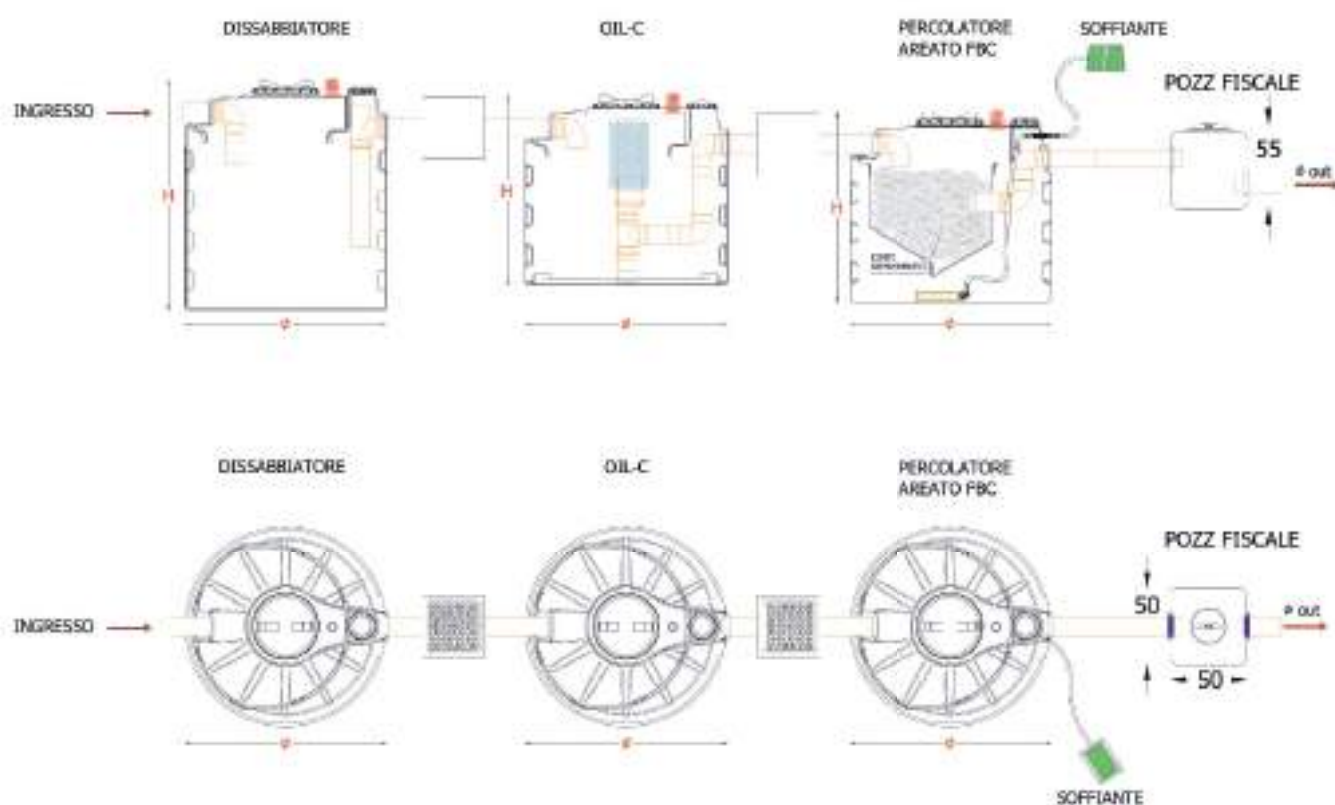 DISSABBIATORE
OIL-C
PERCOLATORE
AREATO FBC
SOFFIANTE
POZZ FISCALE
INGRESSO
55
ø out
H
H
H
ø
ø
ø
DISSABBIATORE
OIL-C
PERCOLATORE
AREATO FBC
POZZ FISCALE
INGRESSO
50
ø out
50
ø
ø
ø
SOFFIANTE